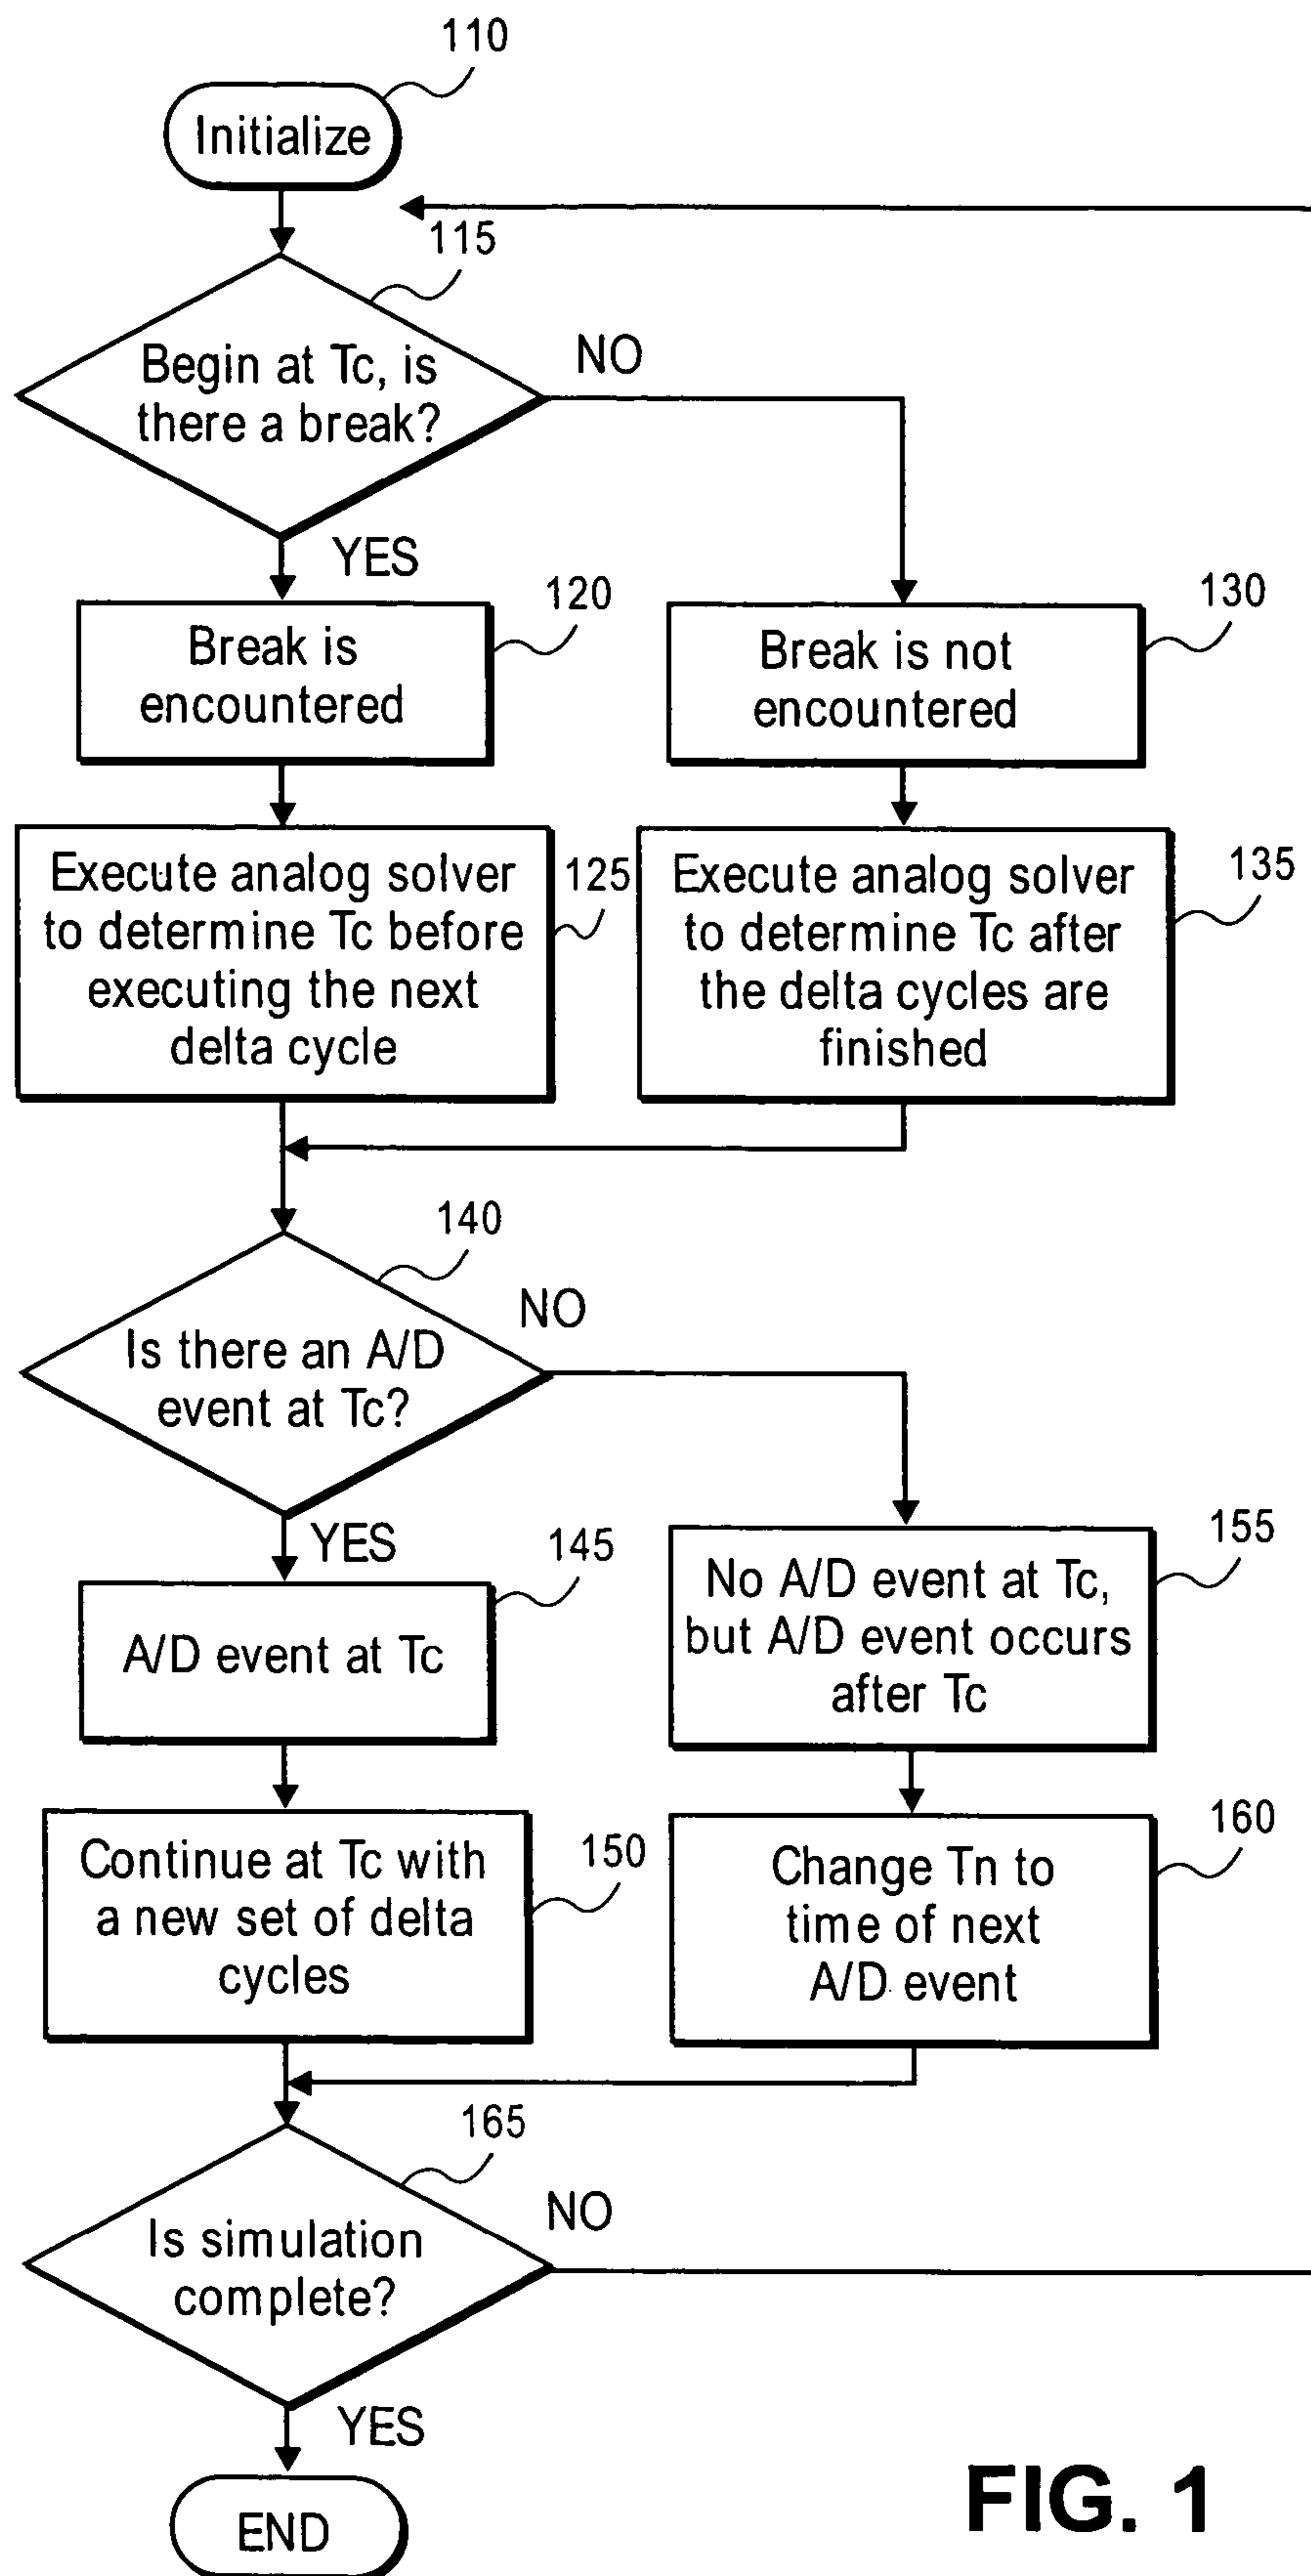 110
Initialize
115
Begin at Tc, is
there a break?
NO
YES
120
Break is
encountered
130
Break is not
encountered
Execute analog solver
to determine Tc before
executing the next
delta cycle
125
Execute analog solver
to determine Tc after
the delta cycles are
finished
135
140
Is there an A/D
event at Tc?
NO
YES
145
A/D event at Tc
155
No A/D event at Tc,
but A/D event occurs
after Tc
Continue at Tc with
a new set of delta
cycles
150
160
Change Tn to
time of next
A/D event
165
Is simulation
complete?
NO
YES
END
FIG. 1